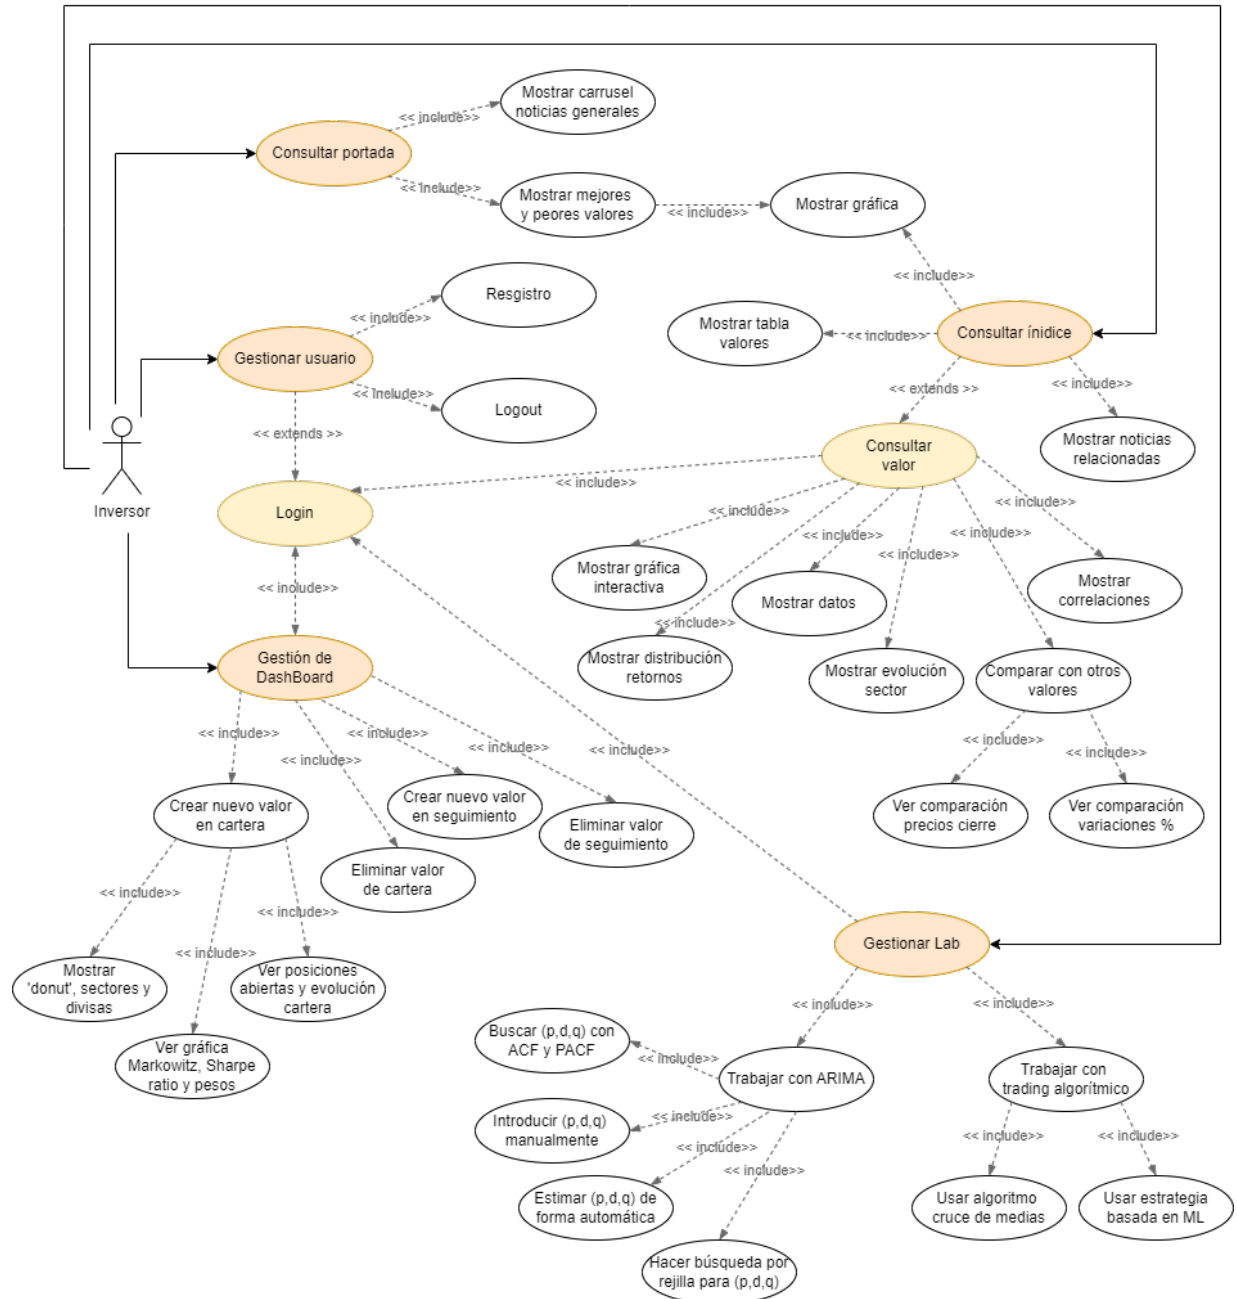 Mostrar carrusel
noticias generales
<< include>>
Consultar portada
<< include>>
Mostrar mejores
y peores valores
<< include>>
Mostrar gráfica
<< include>>
Resgistro
<< include>>
Mostrar tabla
valores
<< include>>
Consultar ínidice
Gestionar usuario
<< include>>
<< extends >>
<< include>>
Logout
<< extends >>
Mostrar noticias
relacionadas
Consultar
valor
Inversor
Login
<< include>>
<< include>>
<< include>>
<< include>>
<< include>>
<< include>>
<< include>>
<< include>>
Mostrar gráfica
interactiva
Mostrar datos
Mostrar
correlaciones
Gestión de
DashBoard
Mostrar distribución
retornos
Mostrar evolución
sector
Comparar con otros
valores
<< include>>
<< include>>
<< include>>
<< include>>
<< include>>
<< include>>
<< include>>
Crear nuevo valor
en cartera
Crear nuevo valor
en seguimiento
Eliminar valor
de seguimiento
Ver comparación
precios cierre
Ver comparación
variaciones %
Eliminar valor
de cartera
<< include>>
<< include>>
<< include>>
Gestionar Lab
Mostrar
'donut', sectores y
divisas
Ver posiciones
abiertas y evolución
cartera
<< include>>
<< include>>
Ver gráfica
Markowitz, Sharpe
ratio y pesos
Buscar (p,d,q) con
ACF y PACF
<< include>>
Trabajar con ARIMA
Trabajar con
trading algorítmico
Introducir (p,d,q)
manualmente
<< include>>
<< include>>
<< include>>
<< include>>
<< include>>
Estimar (p,d,q) de
forma automática
Usar algoritmo
cruce de medias
Usar estrategia
basada en ML
Hacer búsqueda por
rejilla para (p,d,q)